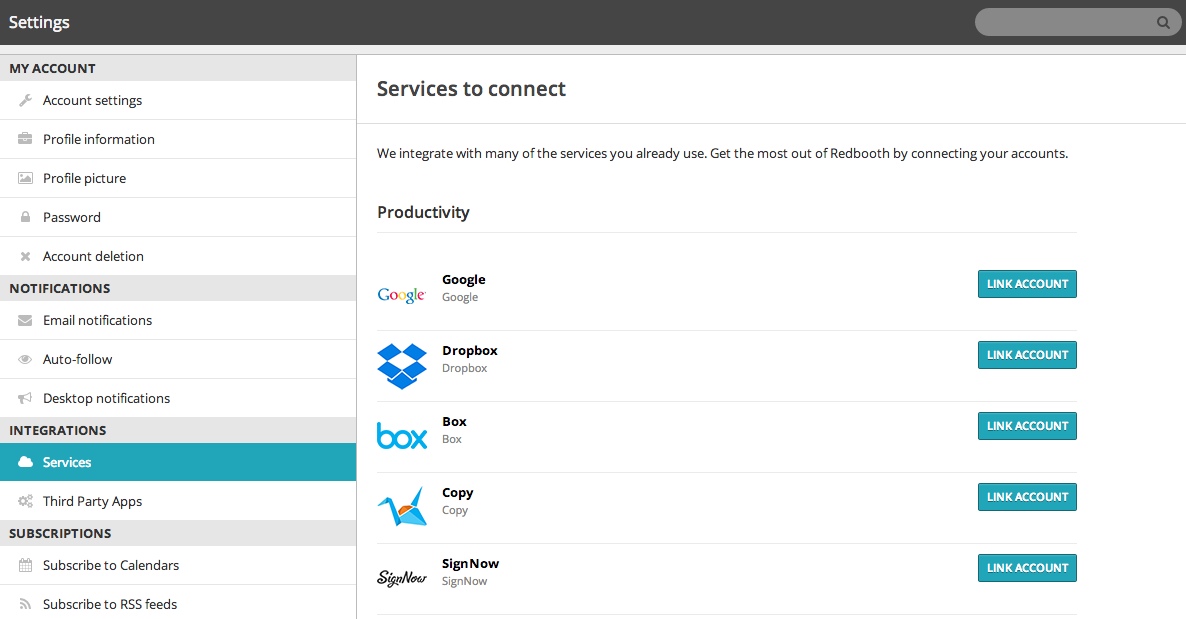 Settings
MY ACCOUNT
Account settings
Profile information
Profile picture
Password
Account deletion
NOTIFICATIONS
Email notifications
Auto-follow
Desktop notifications
INTEGRATIONS
Services
Third Party Apps
SUBSCRIPTIONS
Subscribe to Calendars
Subscribe to RSS feeds
Services to connect
We integrate with many of the services you already use. Get the most out of Redbooth by connecting your accounts.
Productivity
Google
Google
Google
LINK ACCOUNT
Dropbox
Dropbox
LINK ACCOUNT
box
Box
Box
LINK ACCOUNT
Copy
Copy
LINK ACCOUNT
SignNow
SignNow
SignNow
LINK ACCOUNT